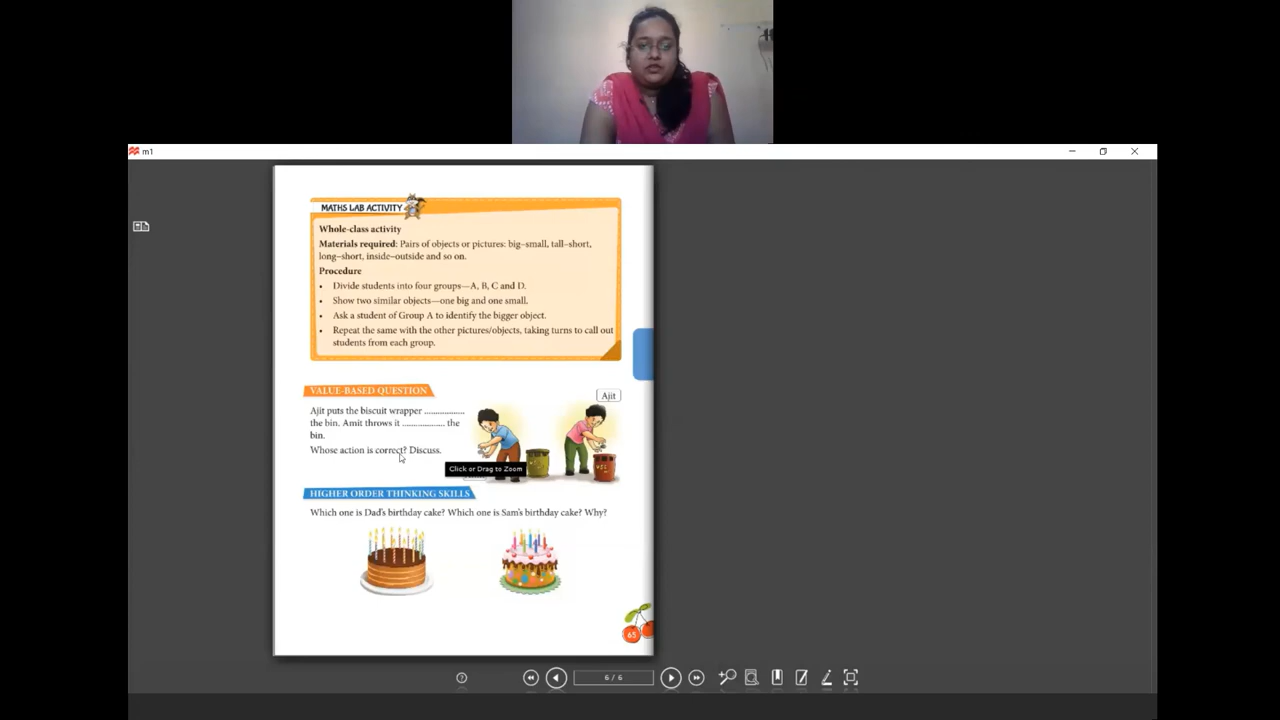 m1
MATHS LAB ACTIVITY
Whole-class activity
Materials required: Pairs of objects or pictures: big–small, tall–short,
long–short, inside–outside and so on.
Procedure
• Divide students into four groups—A, B, C and D.
• Show two similar objects—one big and one small.
• Ask a student of Group A to identify the bigger object.
• Repeat the same with the other pictures/objects, taking turns to call out
students from each group.
VALUE-BASED QUESTION
Ajit
Ajit puts the biscuit wrapper ..................
the bin. Amit throws it .................. the
bin.
Whose action is correct? Discuss.
Click or Drag to Zoom
HIGHER ORDER THINKING SKILLS
Which one is Dad's birthday cake? Which one is Sam's birthday cake? Why?
65
6 / 6